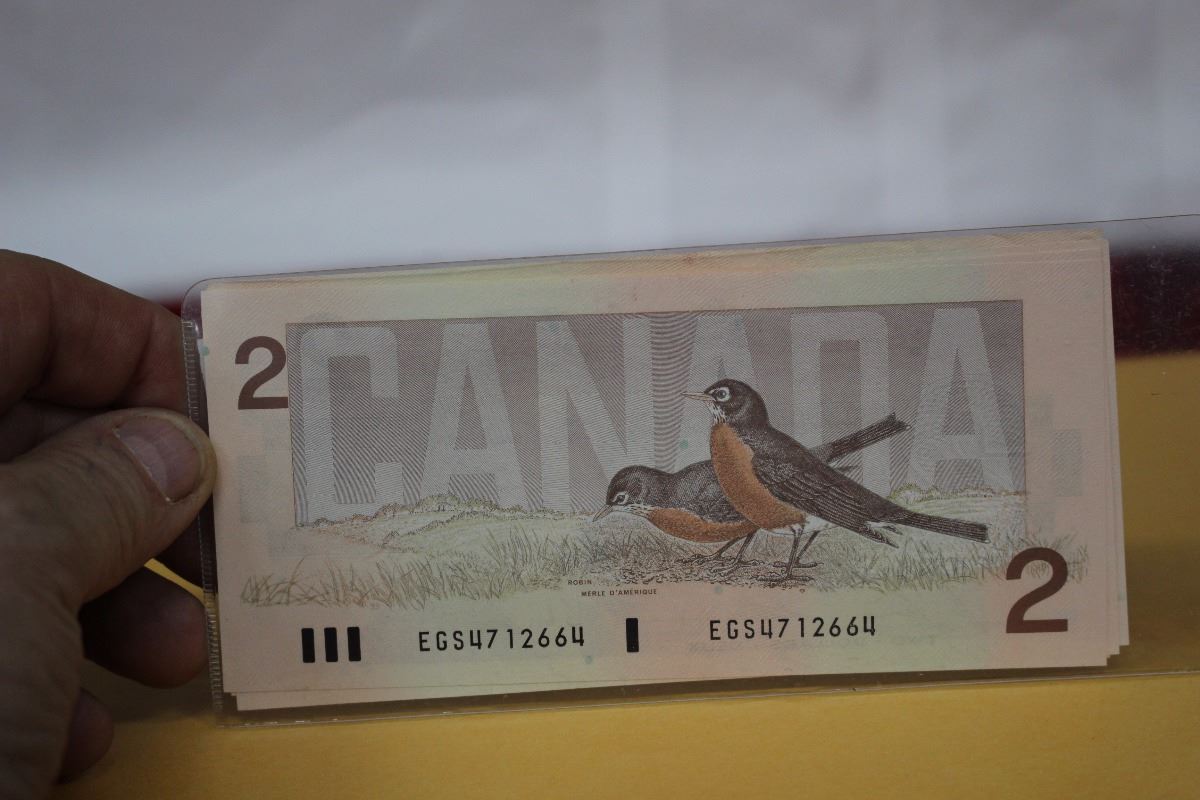 2
CANADA
ROBIN
MERLE D'AMÉRIQUE
EGS4712664 EGS4712664
2